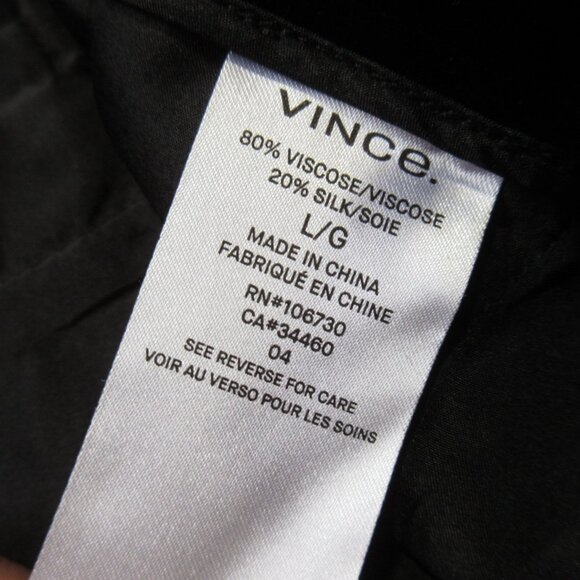 VINCe.
80% VISCOSE/VISCOSE
20% SILK/SOIE
L/G
MADE IN CHINA
FABRIQUÉ EN CHINE
RN#106730
CA#34460
04
SEE REVERSE FOR CARE
VOIR AU VERSO POUR LES SOINS